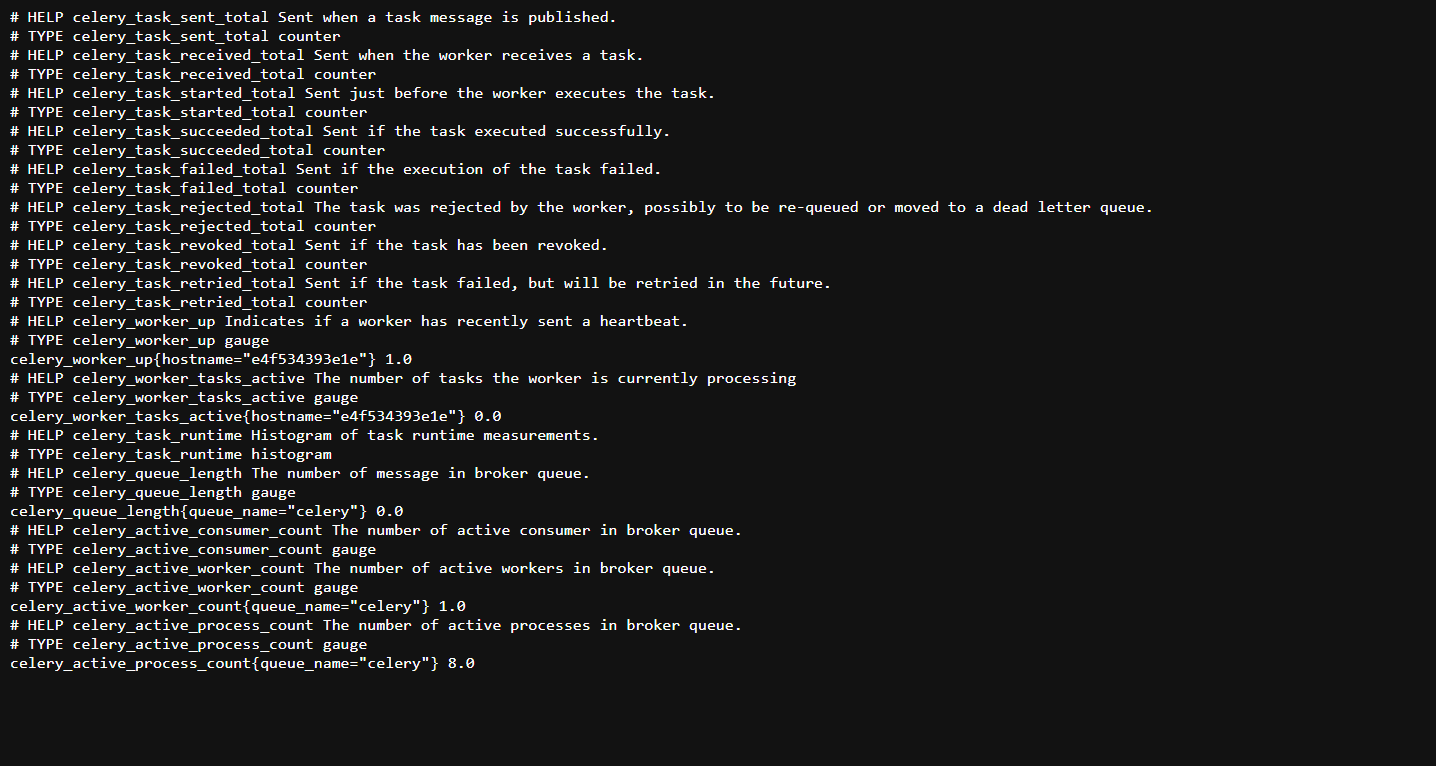 # HELP celery_task_sent_total Sent when a task message is published.
# TYPE celery_task_sent_total counter
# HELP celery_task_received_total Sent when the worker receives a task.
# TYPE celery_task_received_total counter
# HELP celery_task_started_total Sent just before the worker executes the task.
# TYPE celery_task_started_total counter
# HELP celery_task_succeeded_total Sent if the task executed successfully.
# TYPE celery_task_succeeded_total counter
# HELP celery_task_failed_total Sent if the execution of the task failed.
# TYPE celery_task_failed_total counter
# HELP celery_task_rejected_total The task was rejected by the worker, possibly to be re-queued or moved to a dead letter queue.
# TYPE celery_task_rejected_total counter
# HELP celery_task_revoked_total Sent if the task has been revoked.
# TYPE celery_task_revoked_total counter
# HELP celery_task_retried_total Sent if the task failed, but will be retried in the future.
# TYPE celery_task_retried_total counter
# HELP celery_worker_up Indicates if a worker has recently sent a heartbeat.
# TYPE celery_worker_up gauge
celery_worker_up{hostname="e4f534393e1e"} 1.0
# HELP celery_worker_tasks_active The number of tasks the worker is currently processing
# TYPE celery_worker_tasks_active gauge
celery_worker_tasks_active{hostname="e4f534393e1e"} 0.0
# HELP celery_task_runtime Histogram of task runtime measurements.
# TYPE celery_task_runtime histogram
# HELP celery_queue_length The number of message in broker queue.
# TYPE celery_queue_length gauge
celery_queue_length{queue_name="celery"} 0.0
# HELP celery_active_consumer_count The number of active consumer in broker queue.
# TYPE celery_active_consumer_count gauge
# HELP celery_active_worker_count The number of active workers in broker queue.
# TYPE celery_active_worker_count gauge
celery_active_worker_count{queue_name="celery"} 1.0
# HELP celery_active_process_count The number of active processes in broker queue.
# TYPE celery_active_process_count gauge
celery_active_process_count{queue_name="celery"} 8.0